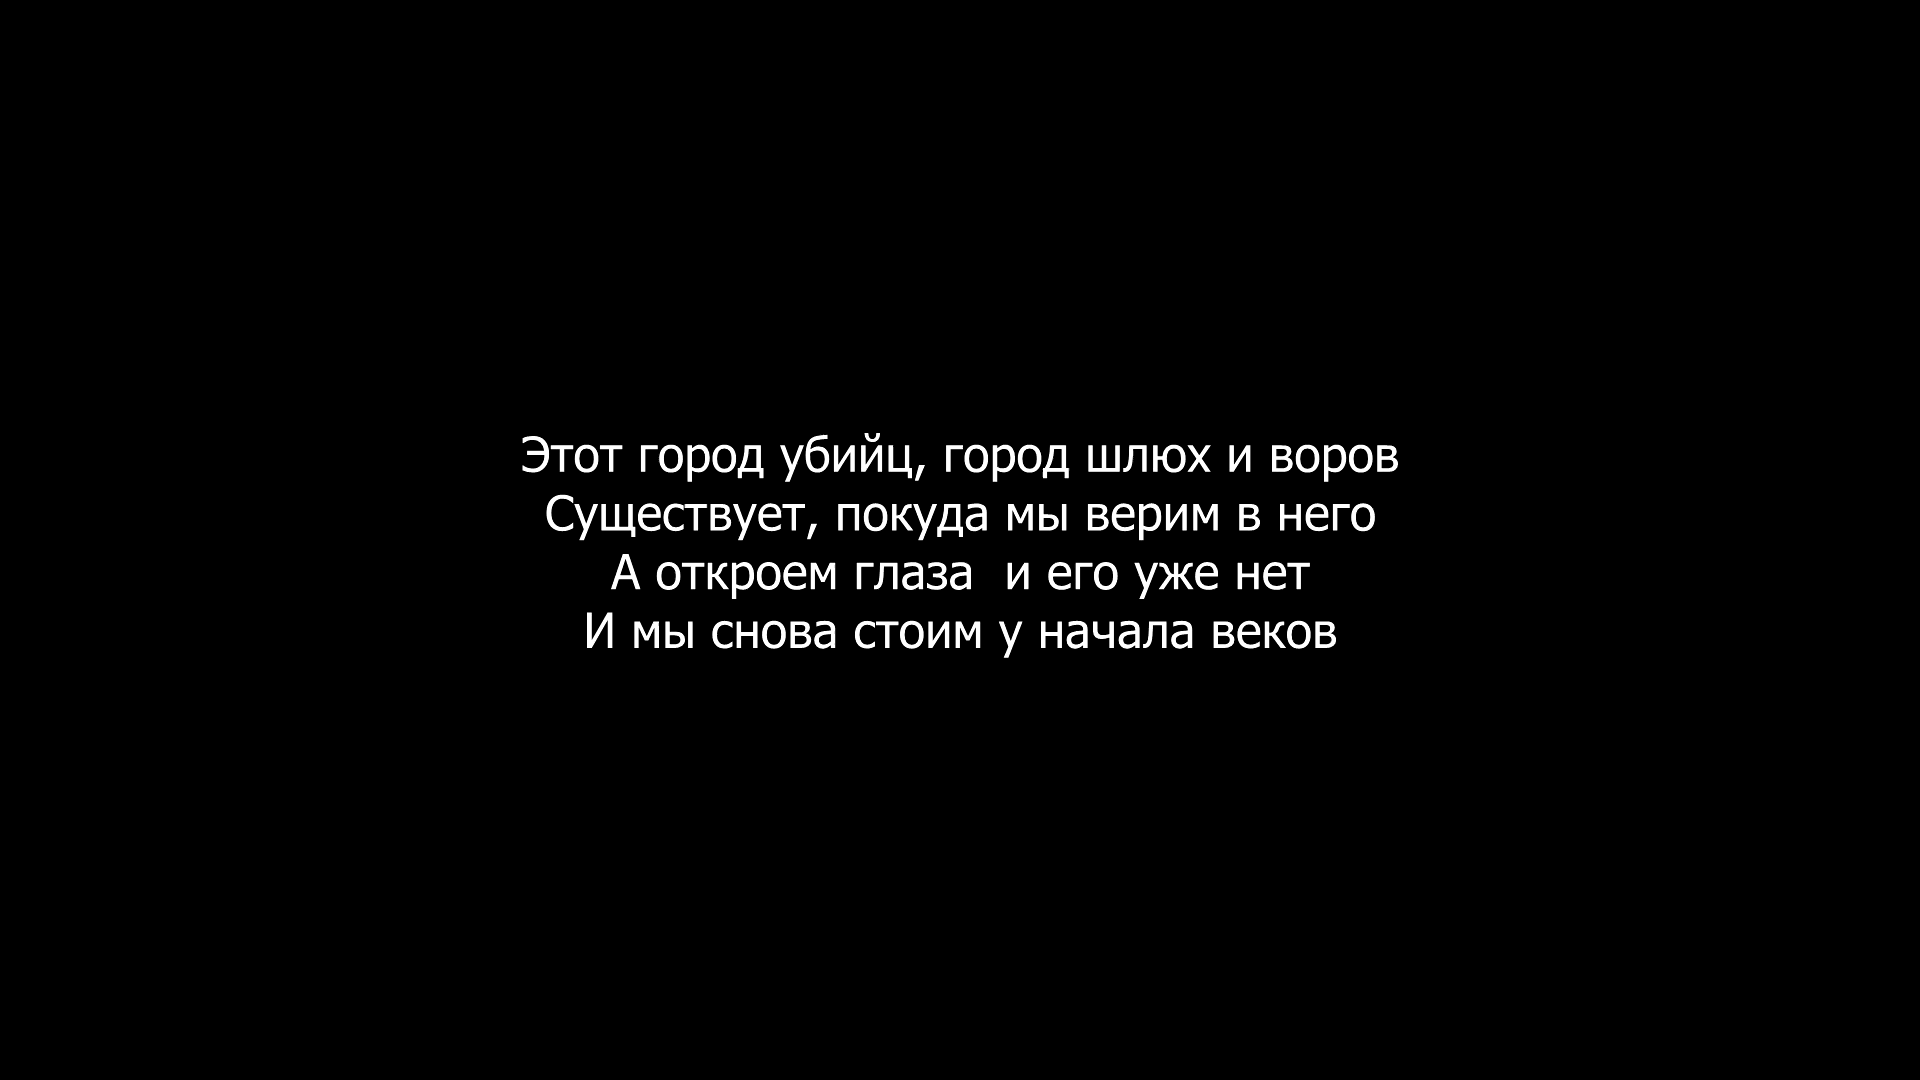 Этот город убийц, город шлюх и воров
Существует, покуда мы верим в него
А откроем глаза  и его уже нет
И мы снова стоим у начала веков